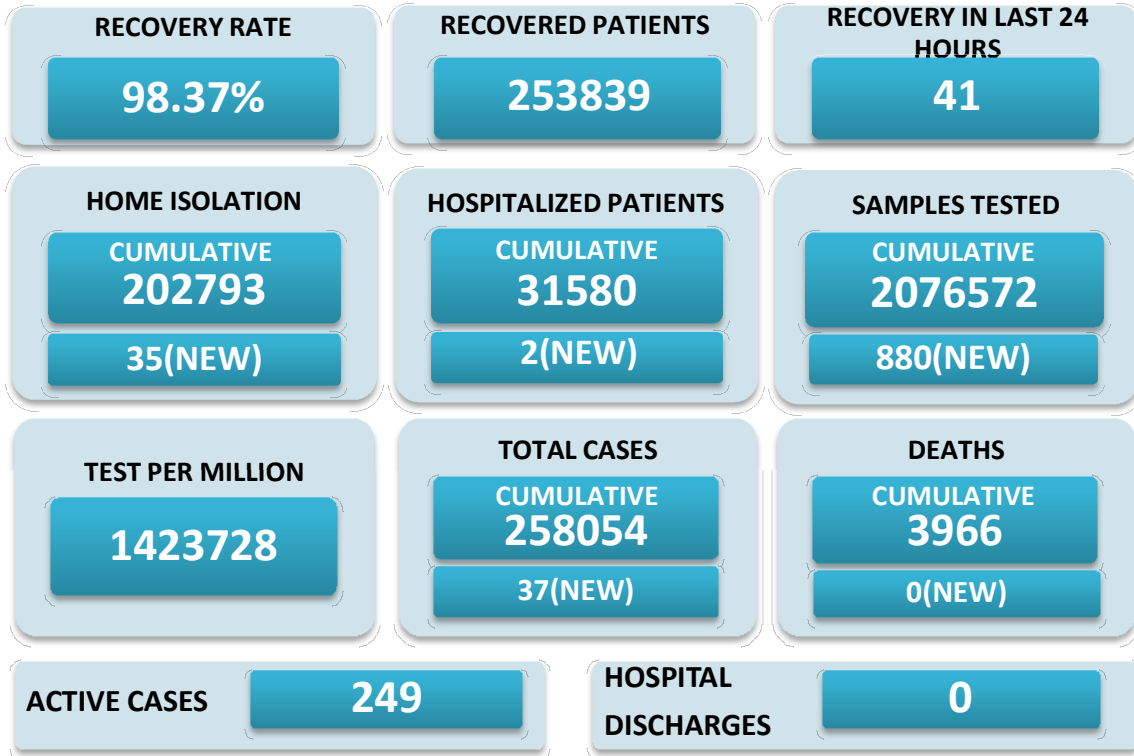 RECOVERY RATE
98.37%
RECOVERED PATIENTS
253839
RECOVERY IN LAST 24
HOURS
41
HOME ISOLATION
CUMULATIVE
202793
35(NEW)
HOSPITALIZED PATIENTS
CUMULATIVE
31580
2(NEW)
SAMPLES TESTED
CUMULATIVE
2076572
880(NEW)
TEST PER MILLION
1423728
TOTAL CASES
CUMULATIVE
258054
37(NEW)
DEATHS
CUMULATIVE
3966
0(NEW)
ACTIVE CASES
249
HOSPITAL
DISCHARGES
0